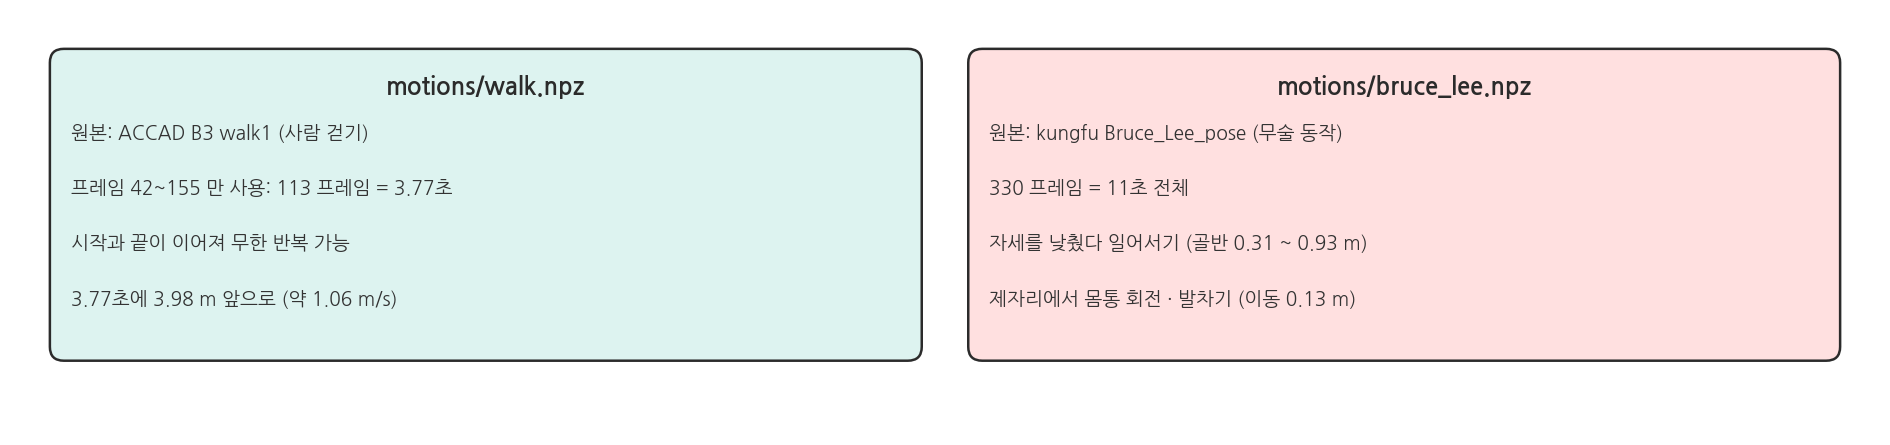 motions/walk.npz
원본: ACCAD B3 walk1 (사람 걷기)
프레임 42~155 만 사용: 113 프레임 = 3.77초
시작과 끝이 이어져 무한 반복 가능
3.77초에 3.98 m 앞으로 (약 1.06 m/s)
motions/bruce_lee.npz
원본: kungfu Bruce_Lee_pose (무술 동작)
330 프레임 = 11초 전체
자세를 낮췄다 일어서기 (골반 0.31 ~ 0.93 m)
제자리에서 몸통 회전 · 발차기 (이동 0.13 m)